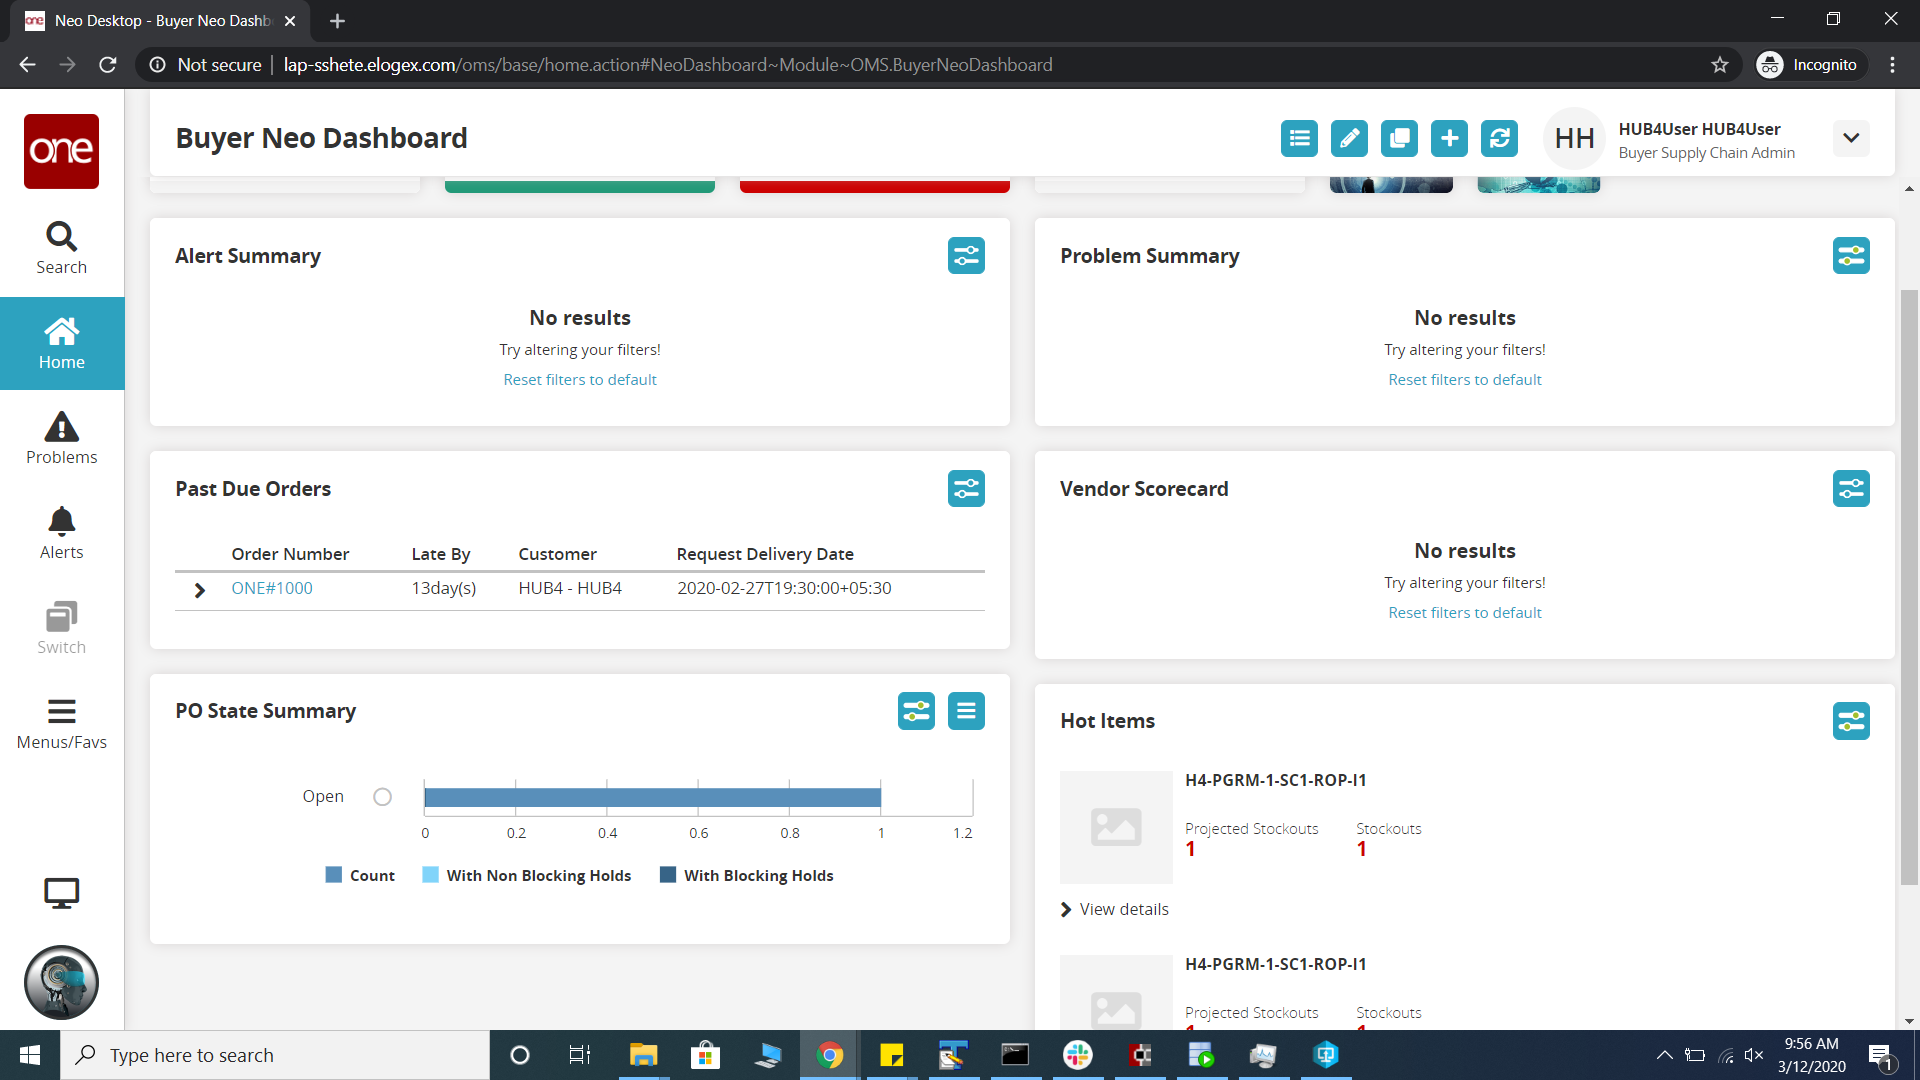 one Neo Desktop - Buyer Neo Dashb
Not secure | lap-sshete.elogex.com/oms/base/home.action#NeoDashboard~Module~OMS.BuyerNeoDashboard
Incognito
one
Search
Home
Problems
Alerts
Switch
Menus/Favs
Buyer Neo Dashboard
HH
HUB4User HUB4User
Buyer Supply Chain Admin
Alert Summary
No results
Try altering your filters!
Reset filters to default
Problem Summary
No results
Try altering your filters!
Reset filters to default
Past Due Orders
Order Number Late By Customer Request Delivery Date
ONE#1000 13day(s) HUB4 - HUB4 2020-02-27T19:30:00+05:30
Vendor Scorecard
No results
Try altering your filters!
Reset filters to default
PO State Summary
Open
0 0.2 0.4 0.6 0.8 1 1.2
Count With Non Blocking Holds With Blocking Holds
Hot Items
H4-PGRM-1-SC1-ROP-I1
Projected Stockouts Stockouts
1 1
View details
H4-PGRM-1-SC1-ROP-I1
Projected Stockouts Stockouts
Type here to search
9:56 AM
3/12/2020
1